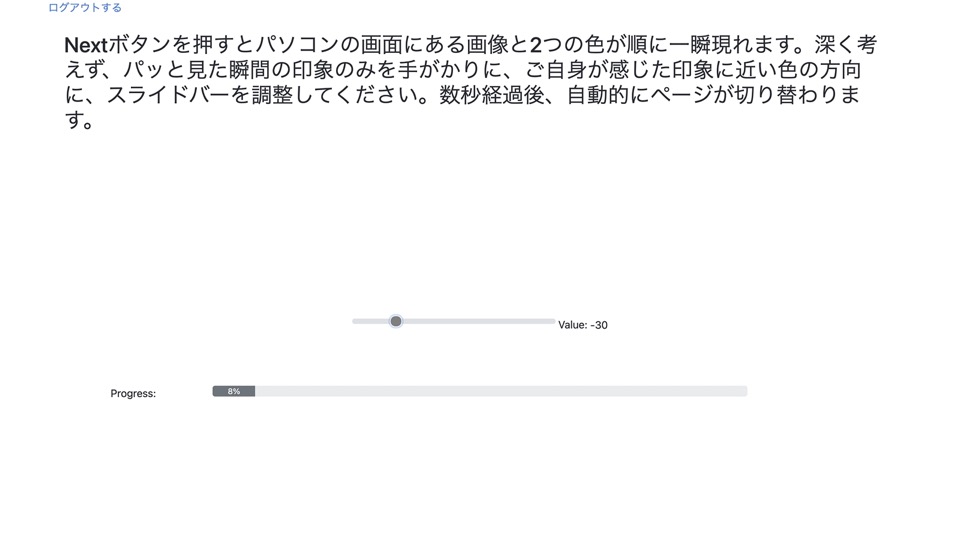 ログアウトする
Nextボタンを押すとパソコンの画面にある画像と2つの色が順に一瞬現れます。深く考
えず、パッと見た瞬間の印象のみを手がかりに、ご自身が感じた印象に近い色の方向
に、スライドバーを調整してください。数秒経過後、自動的にページが切り替わりま
す。
Value: -30
Progress:
8%